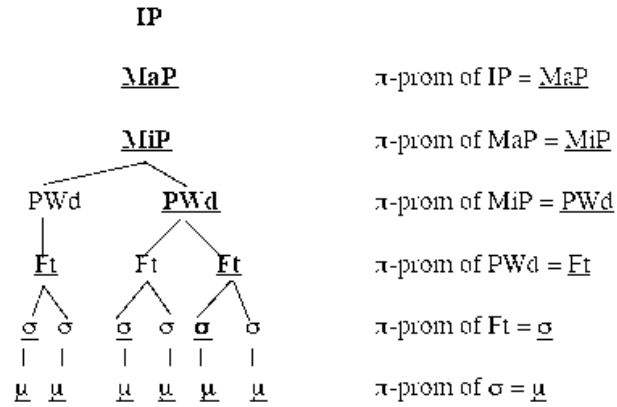 IP
MaP π-prom of IP = MaP
MiP π-prom of MaP = MiP
PWd PWd π-prom of MiP = PWd
Ft Ft Ft π-prom of PWd = Ft
σ σ σ σ σ σ π-prom of Ft = σ
μ μ μ μ μ μ π-prom of σ = μ